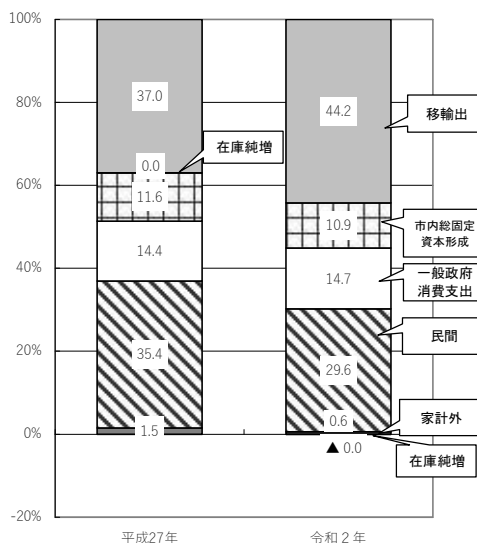 100%
80%
60%
40%
20%
0%
-20%
37.0
0.0
11.6
14.4
35.4
1.5
44.2
10.9
14.7
29.6
0.6
▲ 0.0
在庫純増
移輸出
市内総固定
資本形成
一般政府
消費支出
民間
家計外
在庫純増
平成27年
令和２年